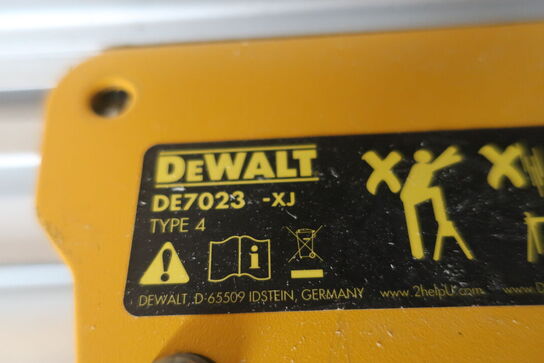 DEWALT
DE7023 -XJ
TYPE 4
DEWALT, D-65509 IDSTEIN, GERMANY
www.2helpU.com